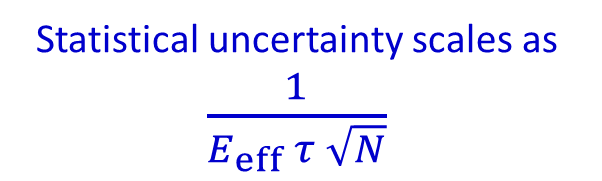 Statistical uncertainty scales as
1
E_eff τ √N